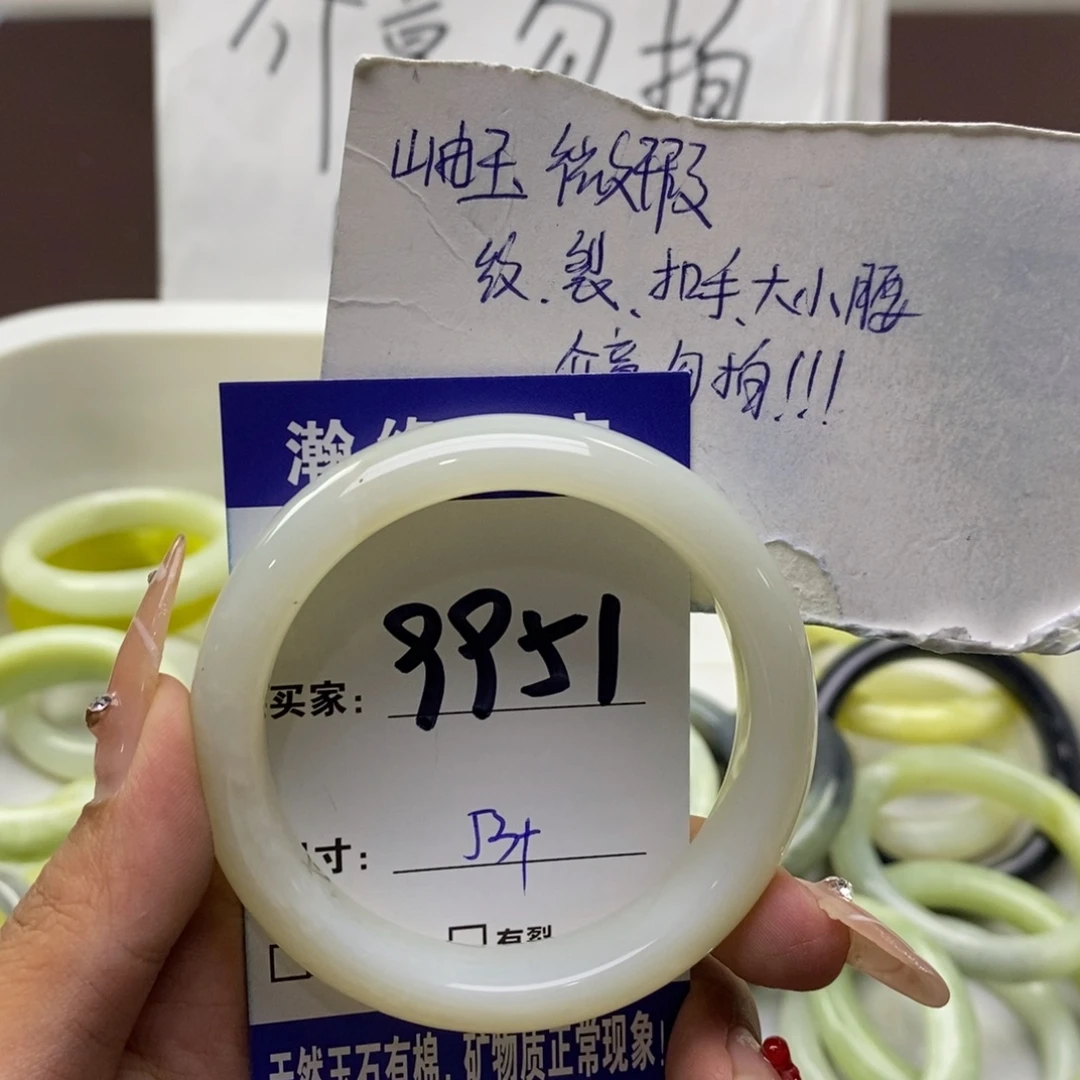 介意勿拍
岫玉 微瑕
纹、裂、扣手、大小腰
介意勿拍!!!
瀚
买家: 9951
寸: 53+
有裂
天然玉石有棉、矿物质正常现象!